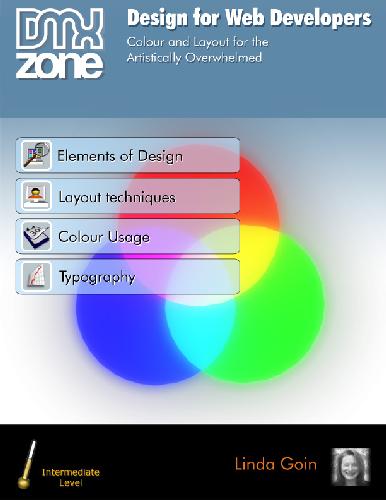 DMX
zone
Design for Web Developers
Colour and Layout for the
Artistically Overwhelmed
Elements of Design
Layout techniques
Colour Usage
Typography
Intermediate
Level
Linda Goin